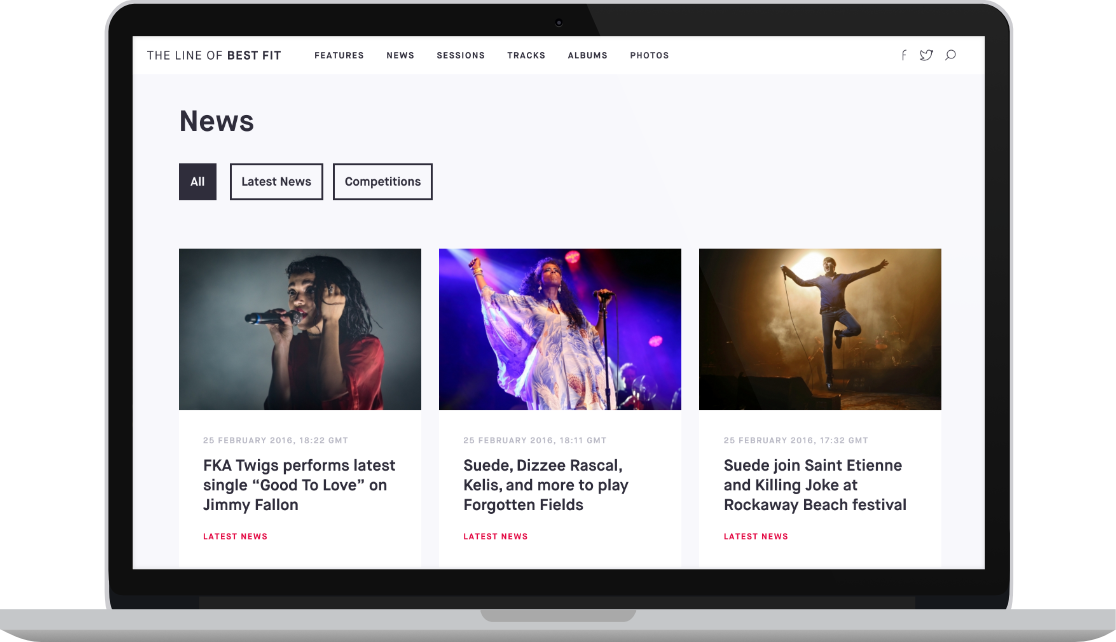 THE LINE OF BEST FIT FEATURES NEWS SESSIONS TRACKS ALBUMS PHOTOS
News
All Latest News Competitions
25 FEBRUARY 2016, 18:22 GMT
FKA Twigs performs latest
single “Good To Love” on
Jimmy Fallon
LATEST NEWS
25 FEBRUARY 2016, 18:11 GMT
Suede, Dizzee Rascal,
Kelis, and more to play
Forgotten Fields
LATEST NEWS
25 FEBRUARY 2016, 17:32 GMT
Suede join Saint Etienne
and Killing Joke at
Rockaway Beach festival
LATEST NEWS